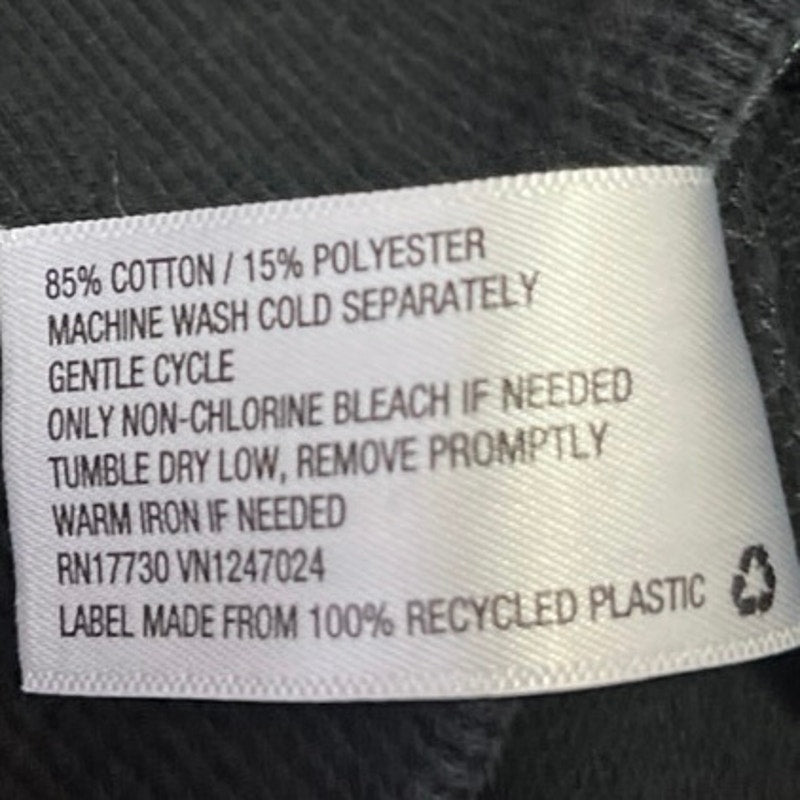 85% COTTON / 15% POLYESTER
MACHINE WASH COLD SEPARATELY
GENTLE CYCLE
ONLY NON-CHLORINE BLEACH IF NEEDED
TUMBLE DRY LOW, REMOVE PROMPTLY
WARM IRON IF NEEDED
RN17730 VN1247024
LABEL MADE FROM 100% RECYCLED PLASTIC